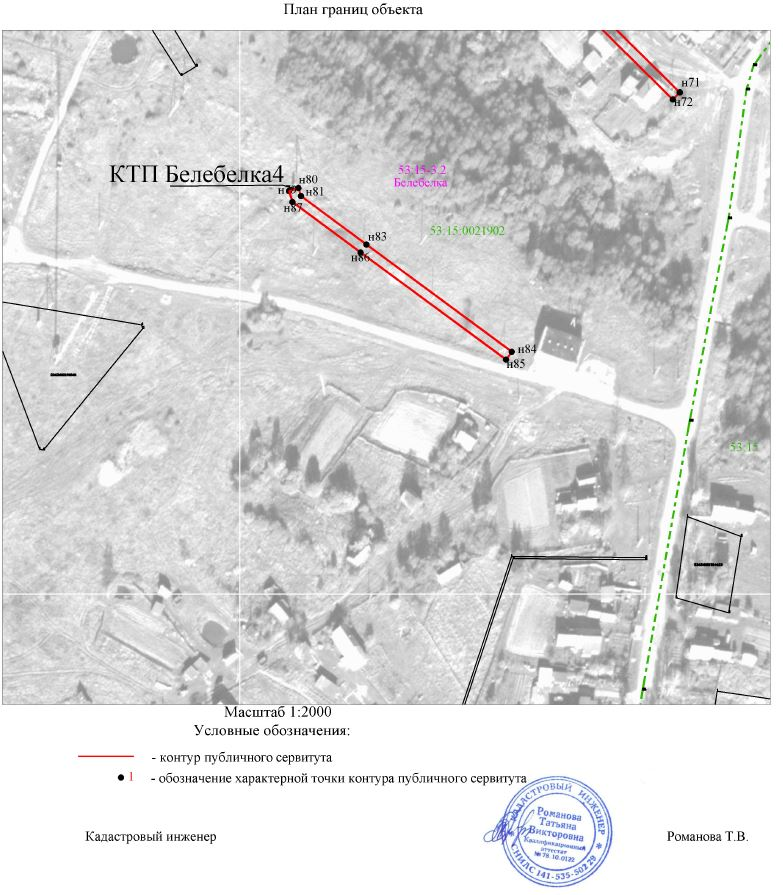 План границ объекта
н71
н72
КТП Белебелка4
н80
н81
н87
53:15-3.2
Белебелка
53:15:0021902
н83
н86
н84
н85
53:15
Масштаб 1:2000
Условные обозначения:
- контур публичного сервитута
1 - обозначение характерной точки контура публичного сервитута
КАДАСТРОВЫЙ ИНЖЕНЕР
Романова
Татьяна
Викторовна
Квалификационный
аттестат
№ 78.10.0122
СНИЛС 141-535-502 29
Кадастровый инженер
Романова Т.В.